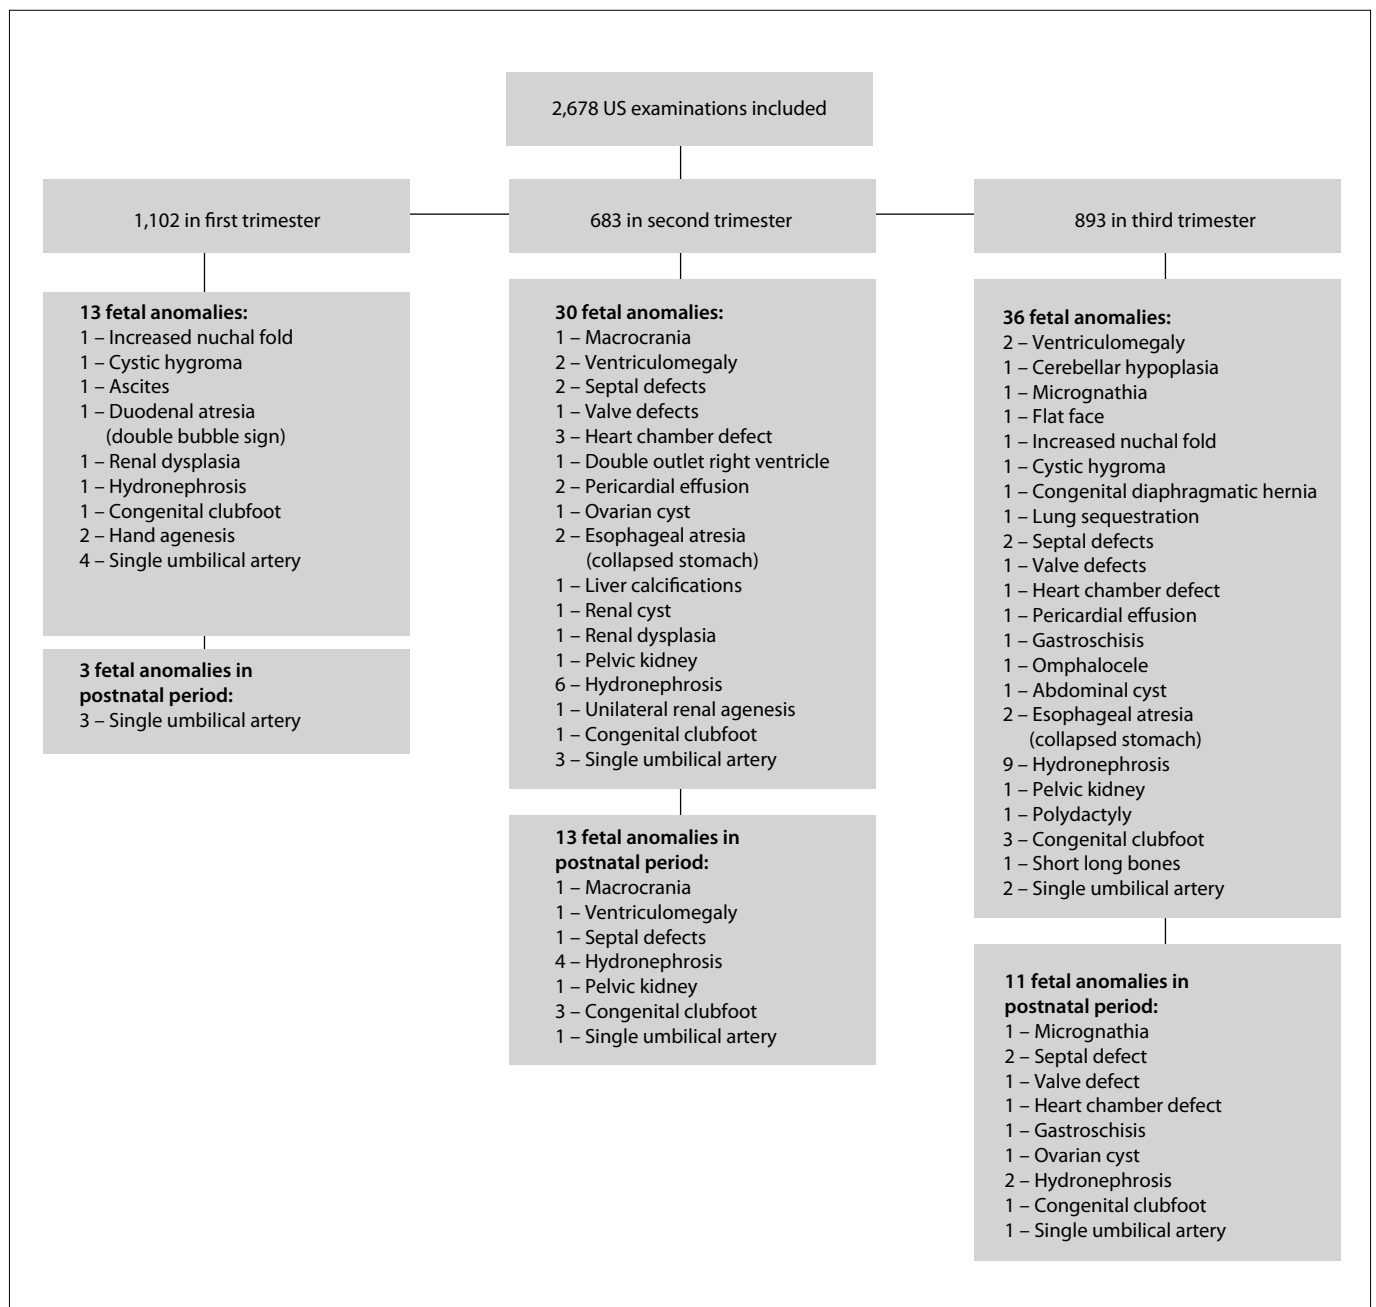 2,678 US examinations included
1,102 in first trimester
683 in second trimester
893 in third trimester
13 fetal anomalies:
1 – Increased nuchal fold
1 – Cystic hygroma
1 – Ascites
1 – Duodenal atresia
(double bubble sign)
1 – Renal dysplasia
1 – Hydronephrosis
1 – Congenital clubfoot
2 – Hand agenesis
4 – Single umbilical artery
3 fetal anomalies in
postnatal period:
3 – Single umbilical artery
30 fetal anomalies:
1 – Macrocrania
2 – Ventriculomegaly
2 – Septal defects
1 – Valve defects
3 – Heart chamber defect
1 – Double outlet right ventricle
2 – Pericardial effusion
1 – Ovarian cyst
2 – Esophageal atresia
(collapsed stomach)
1 – Liver calcifications
1 – Renal cyst
1 – Renal dysplasia
1 – Pelvic kidney
6 – Hydronephrosis
1 – Unilateral renal agenesis
1 – Congenital clubfoot
3 – Single umbilical artery
13 fetal anomalies in
postnatal period:
1 – Macrocrania
1 – Ventriculomegaly
1 – Septal defects
4 – Hydronephrosis
1 – Pelvic kidney
3 – Congenital clubfoot
1 – Single umbilical artery
36 fetal anomalies:
2 – Ventriculomegaly
1 – Cerebellar hypoplasia
1 – Micrognathia
1 – Flat face
1 – Increased nuchal fold
1 – Cystic hygroma
1 – Congenital diaphragmatic hernia
1 – Lung sequestration
2 – Septal defects
1 – Valve defects
1 – Heart chamber defect
1 – Pericardial effusion
1 – Gastroschisis
1 – Omphalocele
1 – Abdominal cyst
2 – Esophageal atresia
(collapsed stomach)
9 – Hydronephrosis
1 – Pelvic kidney
1 – Polydactyly
3 – Congenital clubfoot
1 – Short long bones
2 – Single umbilical artery
11 fetal anomalies in
postnatal period:
1 – Micrognathia
2 – Septal defect
1 – Valve defect
1 – Heart chamber defect
1 – Gastroschisis
1 – Ovarian cyst
2 – Hydronephrosis
1 – Congenital clubfoot
1 – Single umbilical artery